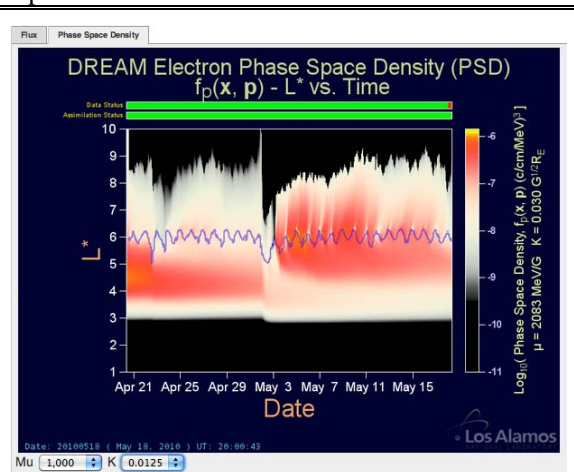 Flux Phase Space Density
DREAM Electron Phase Space Density (PSD)
fp(x, p) - L* vs. Time
Data Status
Assimilation Status
10
9
8
7
6
5
4
3
2
1
L*
Apr 21 Apr 25 Apr 29 May 3 May 7 May 11 May 15
Date
-6
-7
-8
-9
-10
-11
Log10( Phase Space Density, fp(x, p) (c/cm/MeV)³ ]
μ = 2083 MeV/G K = 0.030 G1/2RE
Los Alamos
Date: 20100518 ( May 18, 2010 ) UT: 20:00:43
Mu 1,000 K 0.0125